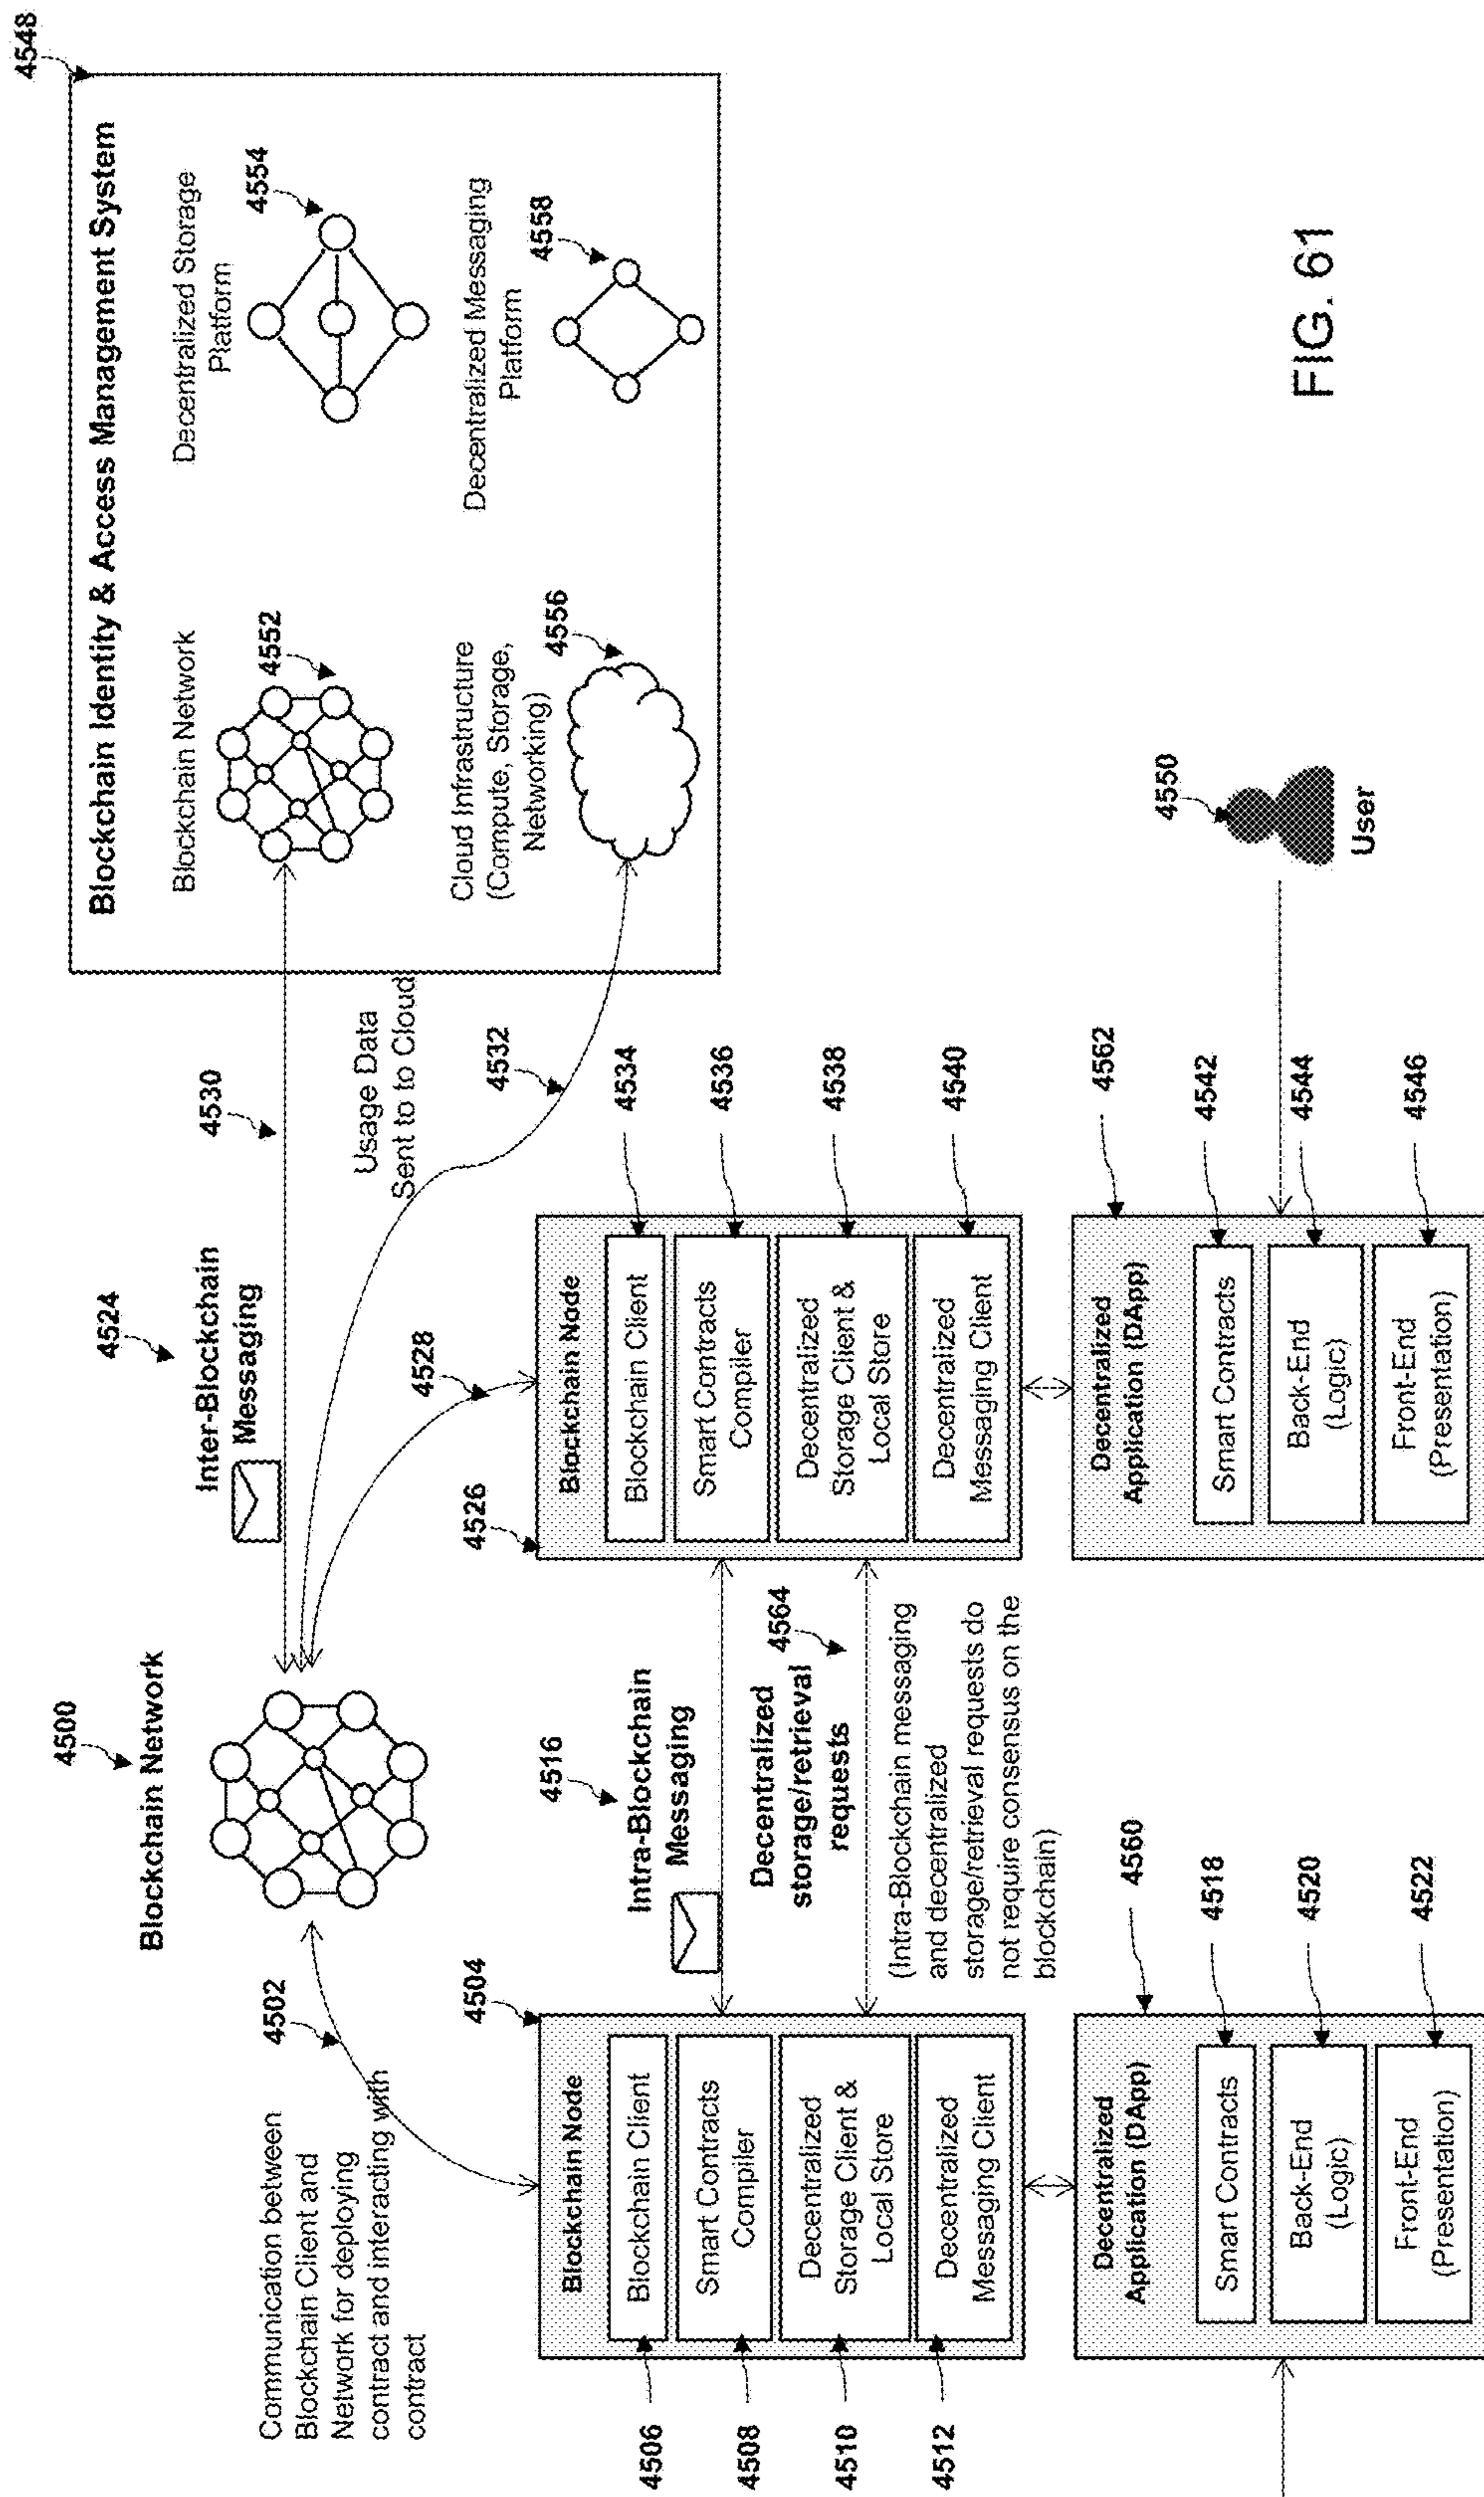 4500
Blockchain Network
4502
Communication between
Blockchain Client and
Network for deploying
contract and interacting with
contract
4524
Inter-Blockchain
Messaging
4530
Usage Data
Sent to Cloud
4532
4528
4548
Blockchain Identity & Access Management System
Blockchain Network
4552
Decentralized Storage
Platform
4554
Cloud Infrastructure
(Compute, Storage,
Networking)
4556
Decentralized Messaging
Platform
4558
4504
Blockchain Node
Blockchain Client
Smart Contracts
Compiler
Decentralized
Storage Client &
Local Store
Decentralized
Messaging Client
4506
4508
4510
4512
4516
Intra-Blockchain
Messaging
Decentralized
storage/retrieval
requests
4564
(Intra-Blockchain messaging
and decentralized
storage/retrieval requests do
not require consensus on the
blockchain)
4526
Blockchain Node
Blockchain Client
Smart Contracts
Compiler
Decentralized
Storage Client &
Local Store
Decentralized
Messaging Client
4534
4536
4538
4540
4560
Decentralized
Application (DApp)
Smart Contracts
Back-End
(Logic)
Front-End
(Presentation)
4518
4520
4522
4562
Decentralized
Application (DApp)
Smart Contracts
Back-End
(Logic)
Front-End
(Presentation)
4542
4544
4546
4550
User
FIG. 61